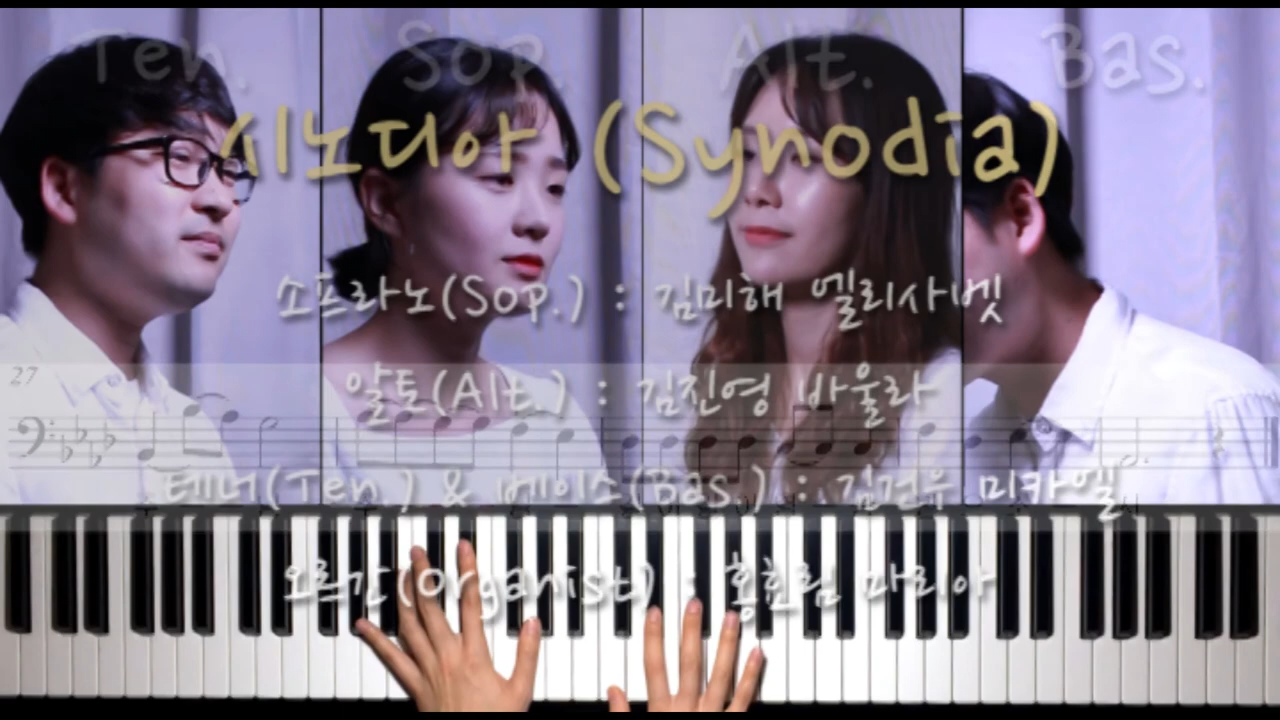 Ten. Sop. Alt. Bas.
시노디아 (Synodia)
소프라노(Sop.) : 김미해 엘리사벳
27
알토(Alt.) : 김진영 바울라
테너(Ten.) & 베이스(Bas.) : 김건우 미카엘
오르간(Organist) : 홍효림 마리아